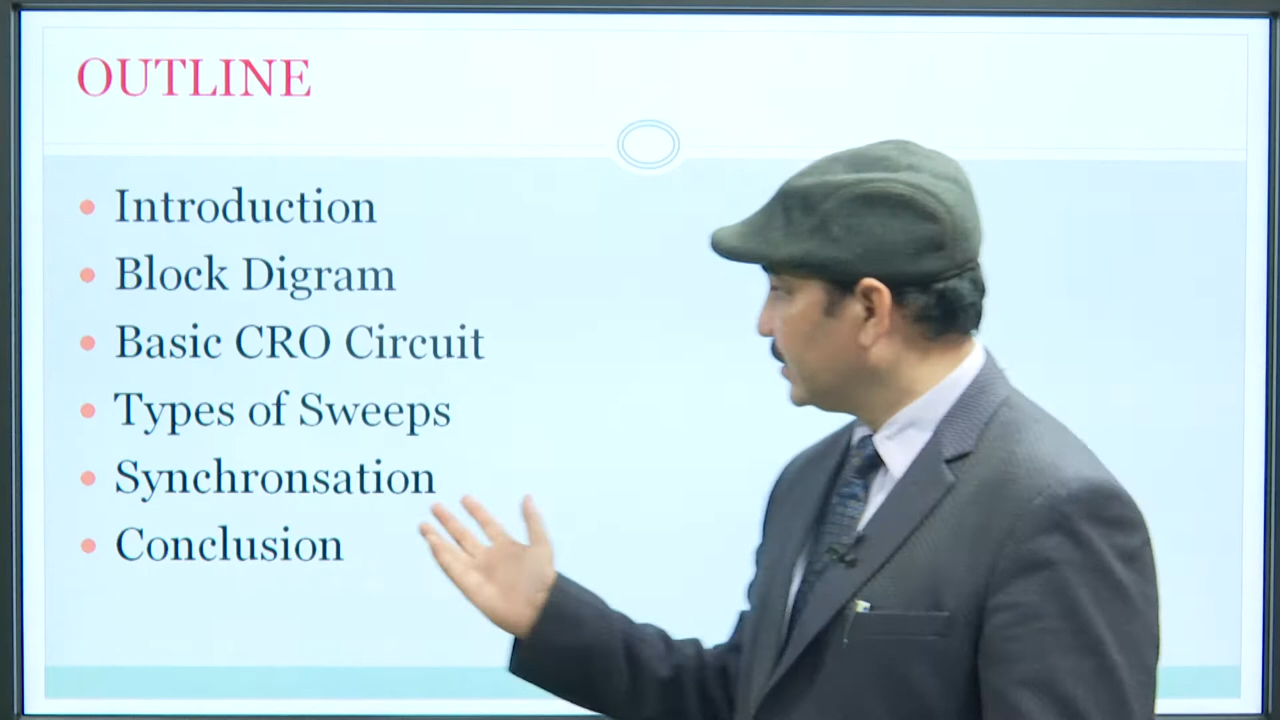 OUTLINE
Introduction
Block Digram
Basic CRO Circuit
Types of Sweeps
Synchronsation
Conclusion